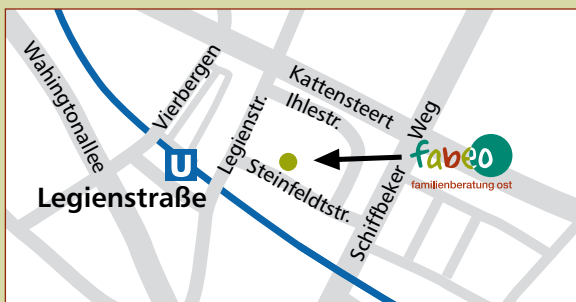 Wahingtonallee
Vierbergen
Legienstr.
Kattensteert
Ihlestr.
Schiffbeker Weg
Steinfeldtstr.
U
Legienstraße
fabeo
familienberatung ost